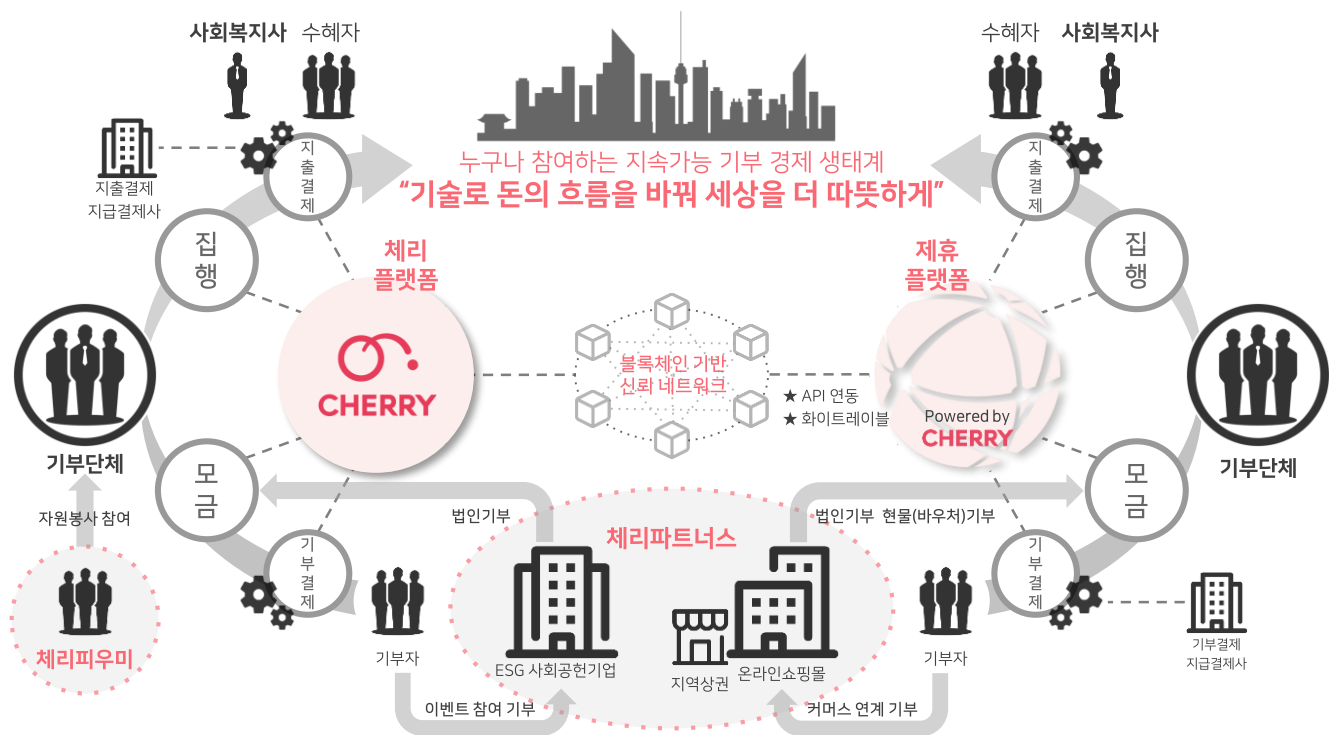 사회복지사 수혜자
수혜자 사회복지사
지출결제
지급결제사
지출결제
지출결제
누구나 참여하는 지속가능 기부 경제 생태계
“기술로 돈의 흐름을 바꿔 세상을 더 따뜻하게”
집행
체리
플랫폼
제휴
플랫폼
집행
CHERRY
블록체인 기반
신뢰 네트워크
★ API 연동
★ 화이트레이블
Powered by
CHERRY
기부단체
기부단체
모금
모금
자원봉사 참여
법인기부
법인기부 현물(바우처)기부
체리파트너스
기부결제
기부결제
체리피우미
기부자
ESG 사회공헌기업
지역상권
온라인쇼핑몰
기부자
기부결제
지급결제사
이벤트 참여 기부
커머스 연계 기부